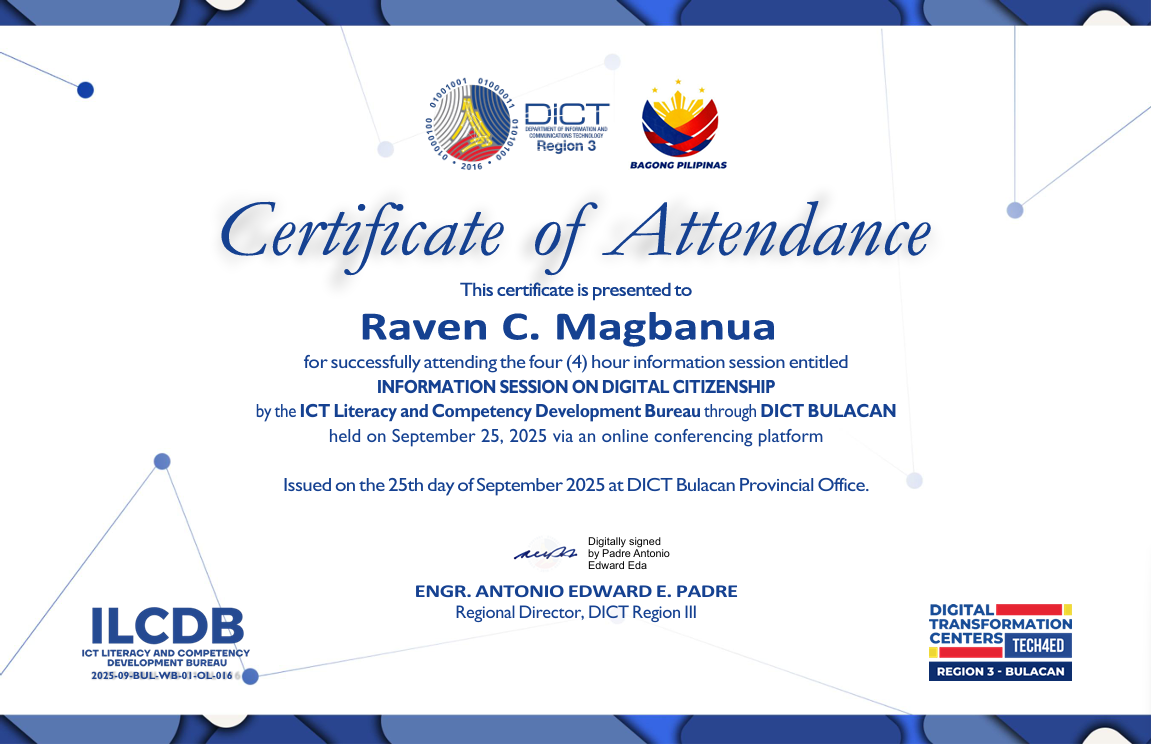 01001001 01000011 01010100 01000100 • 2016 •
DICT
DEPARTMENT OF INFORMATION AND
COMMUNICATIONS TECHNOLOGY
Region 3
BAGONG PILIPINAS
Certificate of Attendance
This certificate is presented to
Raven C. Magbanua
for successfully attending the four (4) hour information session entitled
INFORMATION SESSION ON DIGITAL CITIZENSHIP
by the ICT Literacy and Competency Development Bureau through DICT BULACAN
held on September 25, 2025 via an online conferencing platform
Issued on the 25th day of September 2025 at DICT Bulacan Provincial Office.
Digitally signed
by Padre Antonio
Edward Eda
ENGR. ANTONIO EDWARD E. PADRE
Regional Director, DICT Region III
ILCDB
ICT LITERACY AND COMPETENCY
DEVELOPMENT BUREAU
2025-09-BUL-WB-01-OL-016
DIGITAL
TRANSFORMATION
CENTERS
TECH4ED
REGION 3 - BULACAN